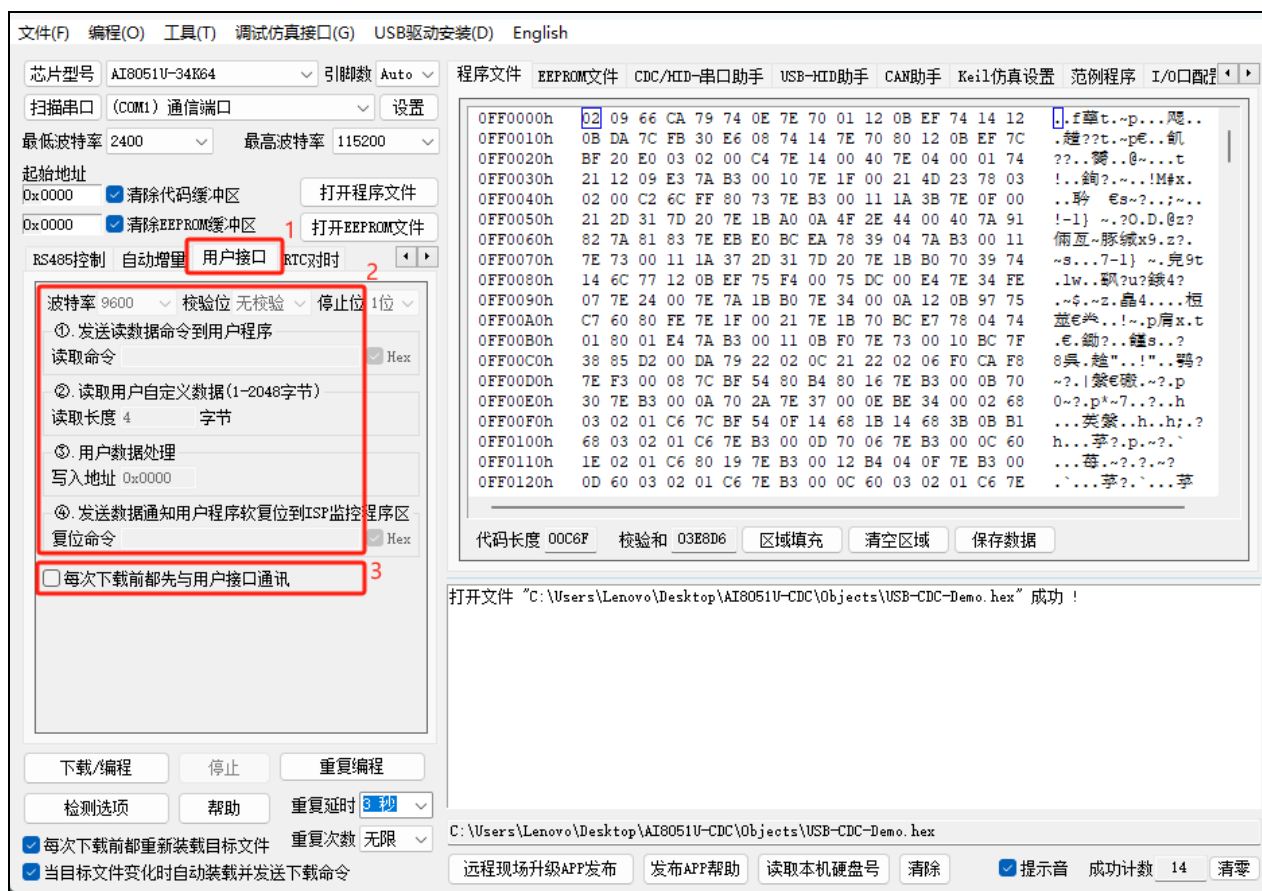 文件(F) 编程(O) 工具(T) 调试仿真接口(G) USB驱动安装(D) English
芯片型号 AI8051U-34K64 引脚数 Auto
扫描串口 (COM1) 通信端口 设置
最低波特率 2400 最高波特率 115200
起始地址
0x0000 清除代码缓冲区 打开程序文件
0x0000 清除EEPROM缓冲区 打开EEPROM文件
1
RS485控制 自动增量 用户接口 RTC对时
2
波特率 9600 校验位 无校验 停止位 1位
①. 发送读数据命令到用户程序
读取命令 Hex
②. 读取用户自定义数据(1-2048字节)
读取长度 4 字节
③. 用户数据处理
写入地址 0x0000
④. 发送数据通知用户程序软复位到ISP监控程序区
复位命令 Hex
每次下载前都先与用户接口通讯
3
下载/编程 停止 重复编程
检测选项 帮助 重复延时 3 秒
每次下载前都重新装载目标文件 重复次数 无限
当目标文件变化时自动装载并发送下载命令
程序文件 EEPROM文件 CDC/HID-串口助手 USB-HID助手 CAN助手 Keil仿真设置 范例程序 I/O口配
0FF0000h 02 09 66 CA 79 74 0E 7E 70 01 12 0B EF 74 14 12
0FF0010h 0B DA 7C FB 30 E6 08 74 14 7E 70 80 12 0B EF 7C
0FF0020h BF 20 E0 03 02 00 C4 7E 14 00 40 7E 04 00 01 74
0FF0030h 21 12 09 E3 7A B3 00 10 7E 1F 00 21 4D 23 78 03
0FF0040h 02 00 C2 6C FF 80 73 7E B3 00 11 1A 3B 7E 0F 00
0FF0050h 21 2D 31 7D 20 7E 1B A0 0A 4F 2E 44 00 40 7A 91
0FF0060h 82 7A 81 83 7E EB E0 BC EA 78 39 04 7A B3 00 11
0FF0070h 7E 73 00 11 1A 37 2D 31 7D 20 7E 1B B0 70 39 74
0FF0080h 14 6C 77 12 0B EF 75 F4 00 75 DC 00 E4 7E 34 FE
0FF0090h 07 7E 24 00 7E 7A 1B B0 7E 34 00 0A 12 0B 97 75
0FF00A0h C7 60 80 FE 7E 1F 00 21 7E 1B 70 BC E7 78 04 74
0FF00B0h 01 80 01 E4 7A B3 00 11 0B F0 7E 73 00 10 BC 7F
0FF00C0h 38 85 D2 00 DA 79 22 02 0C 21 22 02 06 F0 CA F8
0FF00D0h 7E F3 00 08 7C BF 54 80 B4 80 16 7E B3 00 0B 70
0FF00E0h 30 7E B3 00 0A 70 2A 7E 37 00 0E BE 34 00 02 68
0FF00F0h 03 02 01 C6 7C BF 54 0F 14 68 1B 14 68 3B 0B B1
0FF0100h 68 03 02 01 C6 7E B3 00 0D 70 06 7E B3 00 0C 60
0FF0110h 1E 02 01 C6 80 19 7E B3 00 12 B4 04 0F 7E B3 00
0FF0120h 0D 60 03 02 01 C6 7E B3 00 0C 60 03 02 01 C6 7E
代码长度 00C6F 校验和 03E8D6 区域填充 清空区域 保存数据
打开文件 "C:\Users\Lenovo\Desktop\AI8051U-CDC\Objects\USB-CDC-Demo.hex" 成功 !
C:\Users\Lenovo\Desktop\AI8051U-CDC\Objects\USB-CDC-Demo.hex
远程现场升级APP发布 发布APP帮助 读取本机硬盘号 清除 提示音 成功计数 14 清零